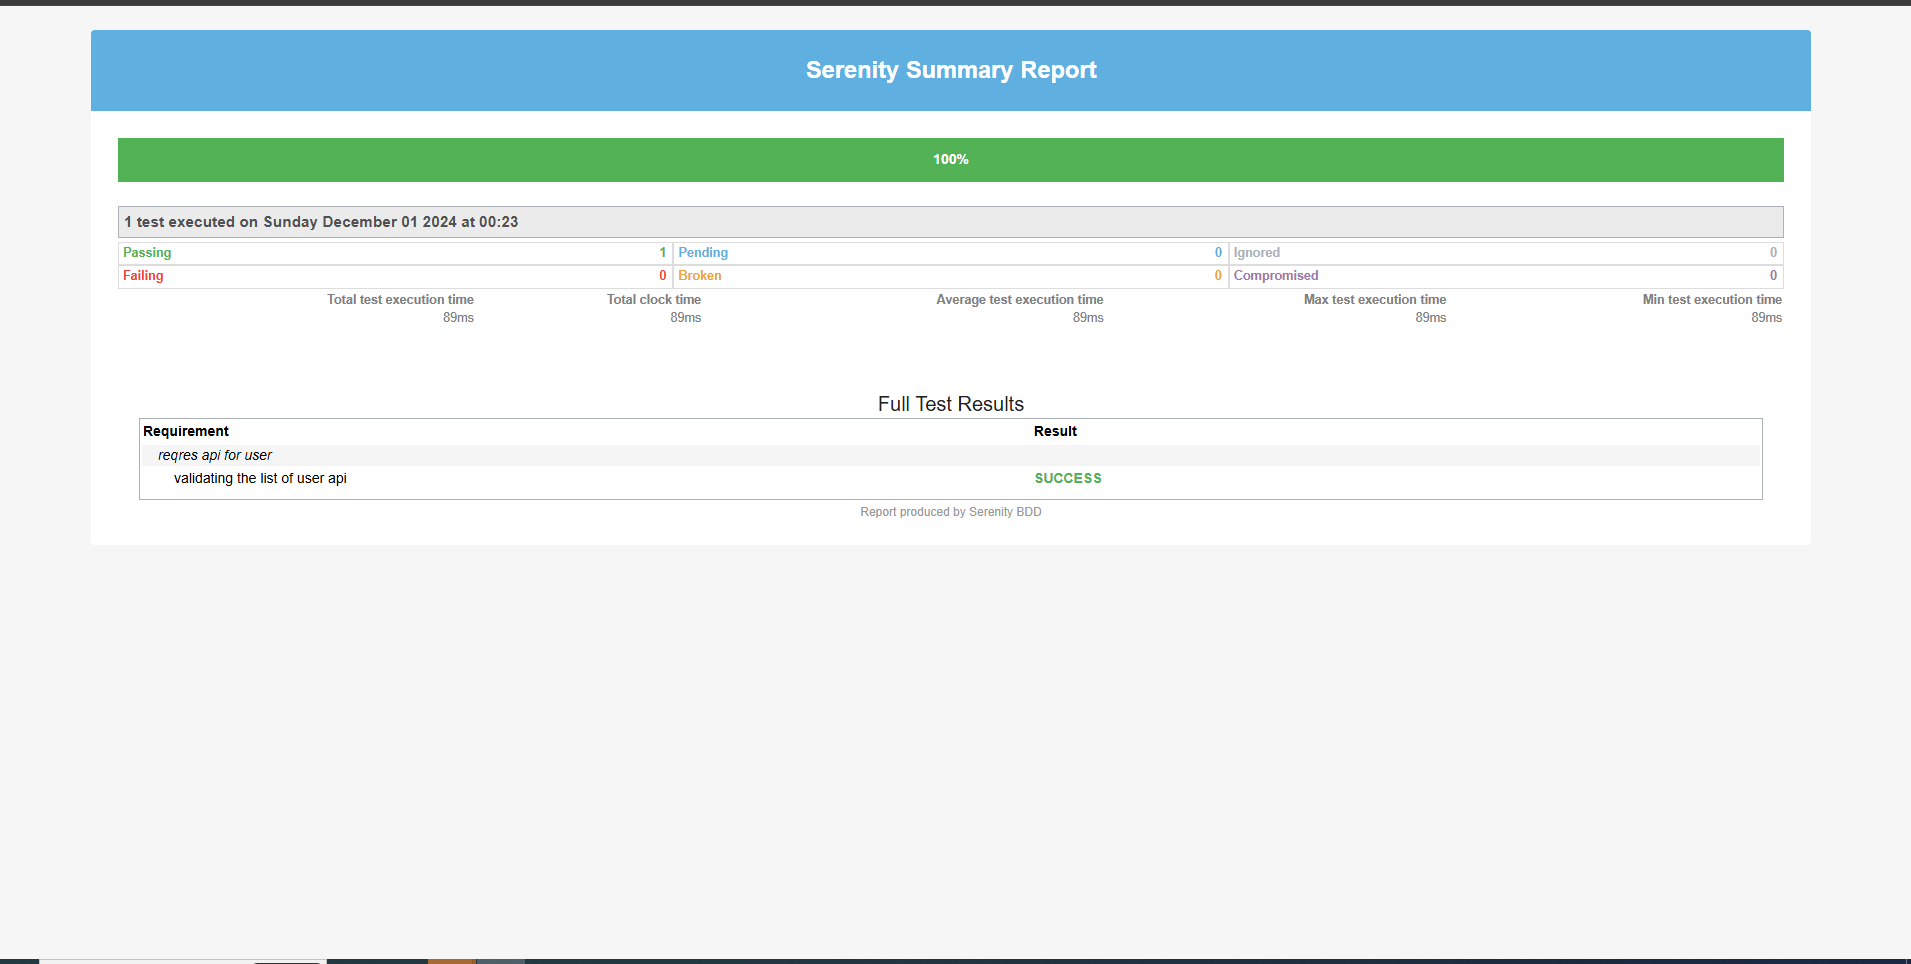 Serenity Summary Report
100%
1 test executed on Sunday December 01 2024 at 00:23
Passing 1 Pending 0 Ignored 0
Failing 0 Broken 0 Compromised 0
Total test execution time Total clock time Average test execution time Max test execution time Min test execution time
89ms 89ms 89ms 89ms 89ms
Full Test Results
Requirement Result
reqres api for user
validating the list of user api SUCCESS
Report produced by Serenity BDD